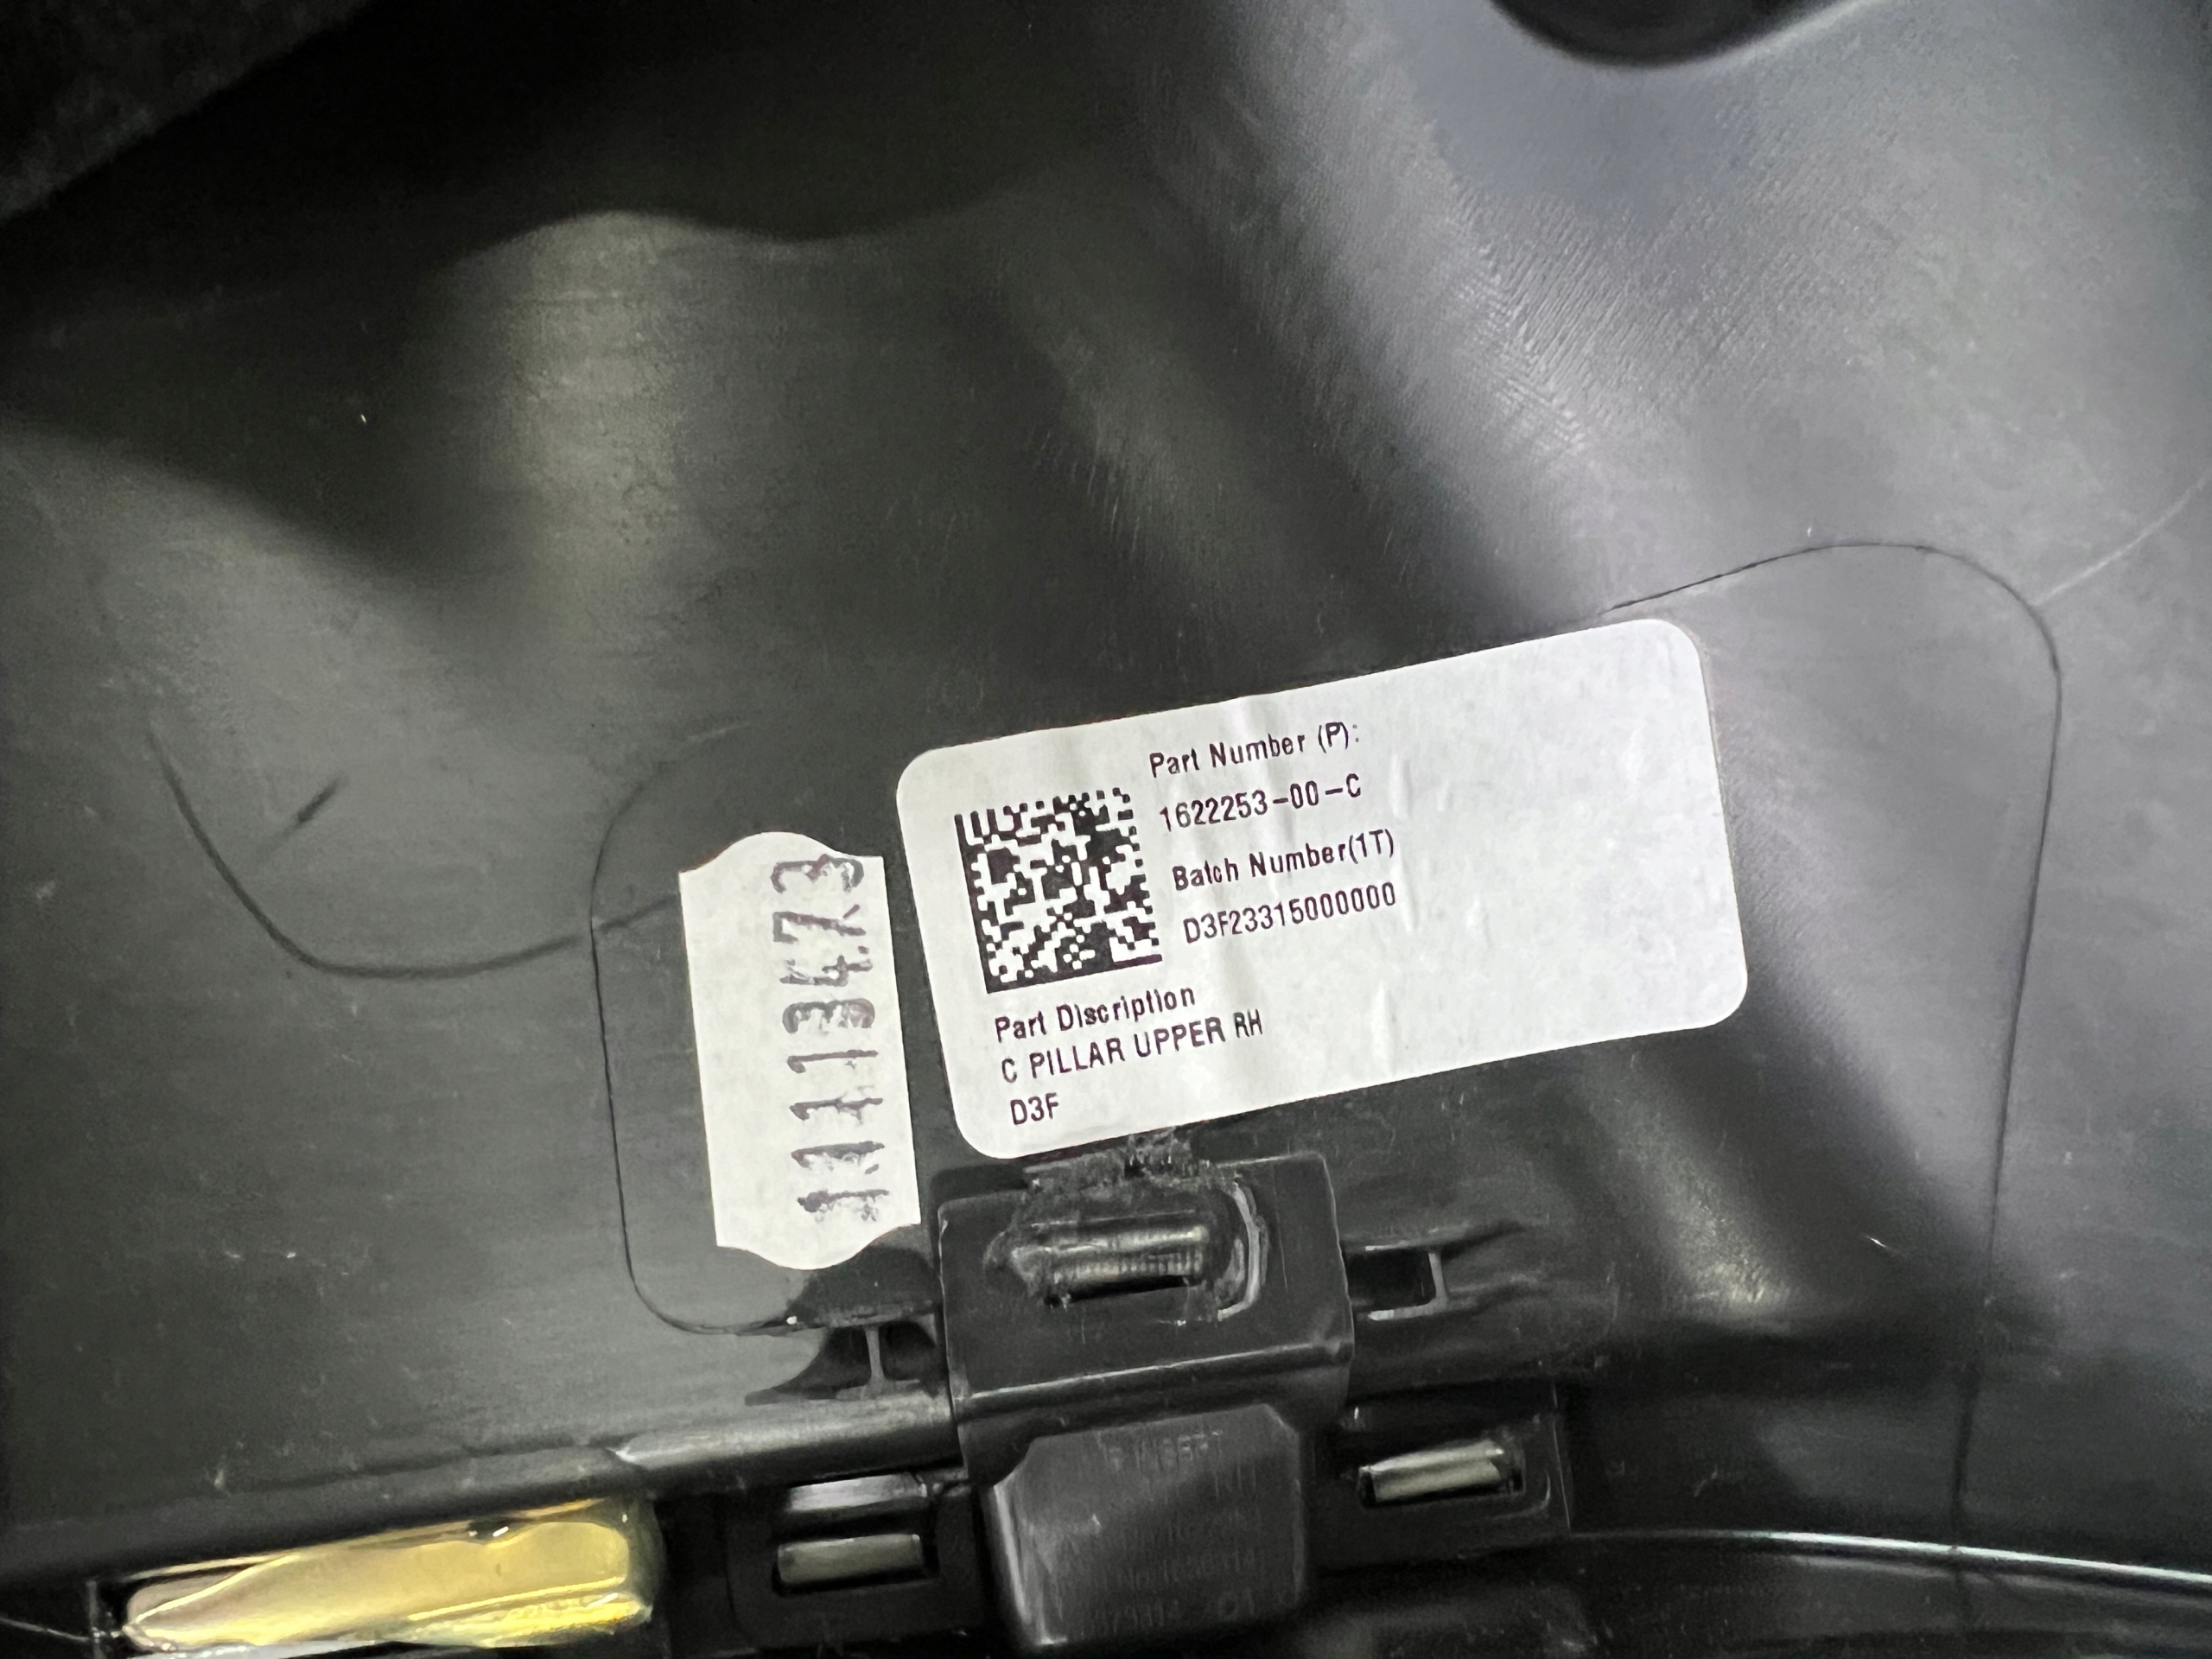 Part Number (P):
1622253-00-C
Batch Number(1T)
D3F23315000000
Part Discription
C PILLAR UPPER RH
D3F